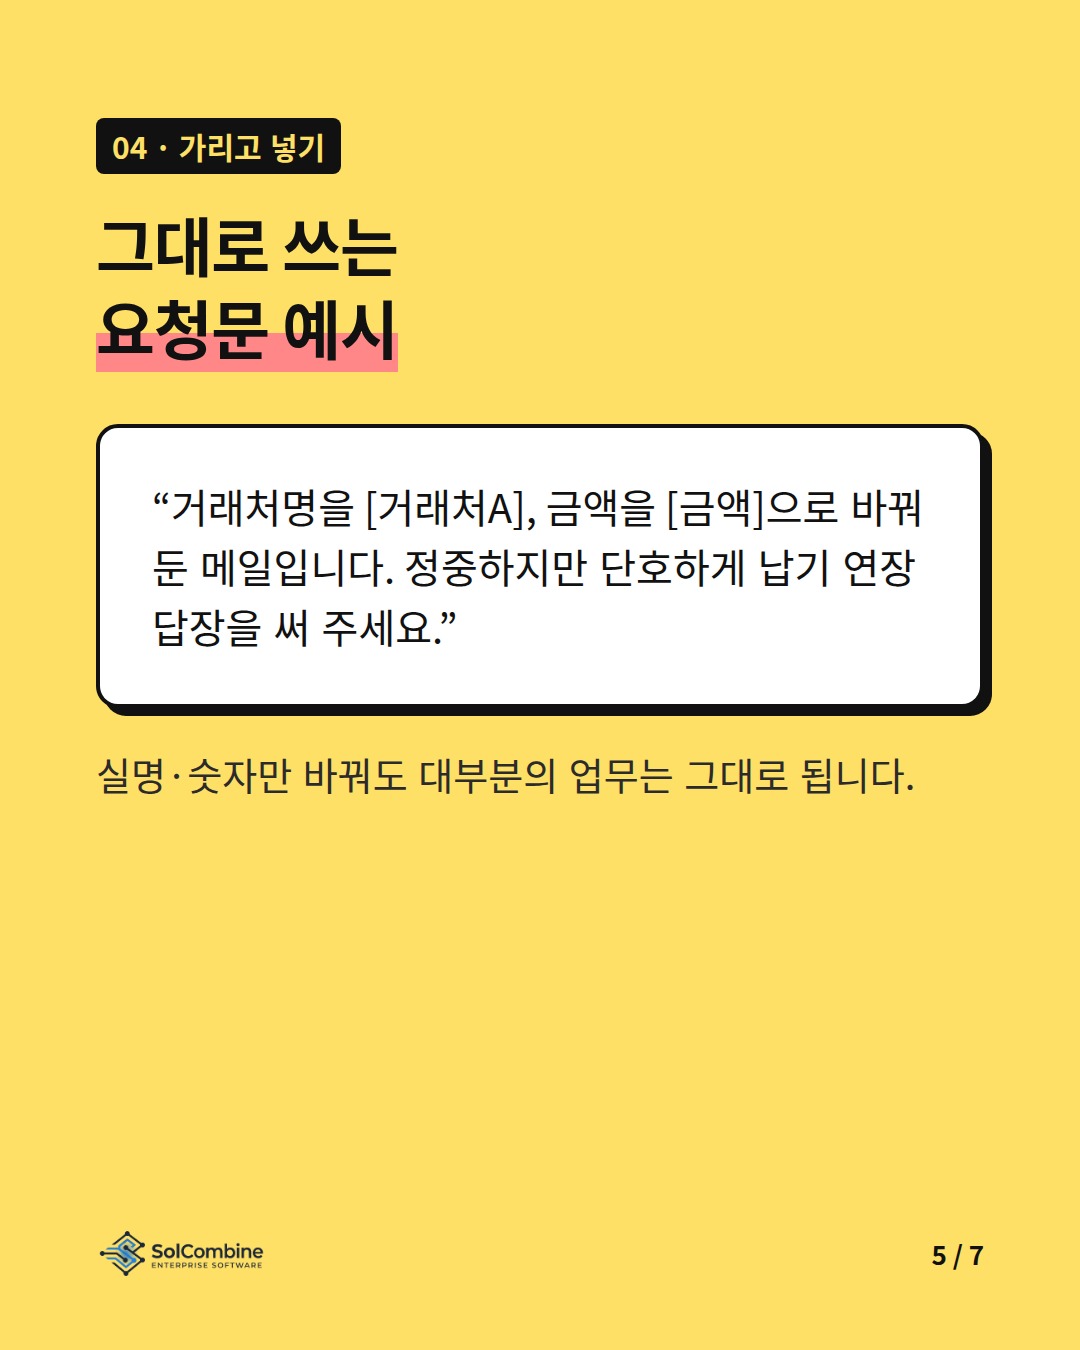 04 · 가리고 넣기
그대로 쓰는
요청문 예시
“거래처명을 [거래처A], 금액을 [금액]으로 바꿔
둔 메일입니다. 정중하지만 단호하게 납기 연장
답장을 써 주세요.”
실명·숫자만 바꿔도 대부분의 업무는 그대로 됩니다.
SolCombine
ENTERPRISE SOFTWARE
5 / 7